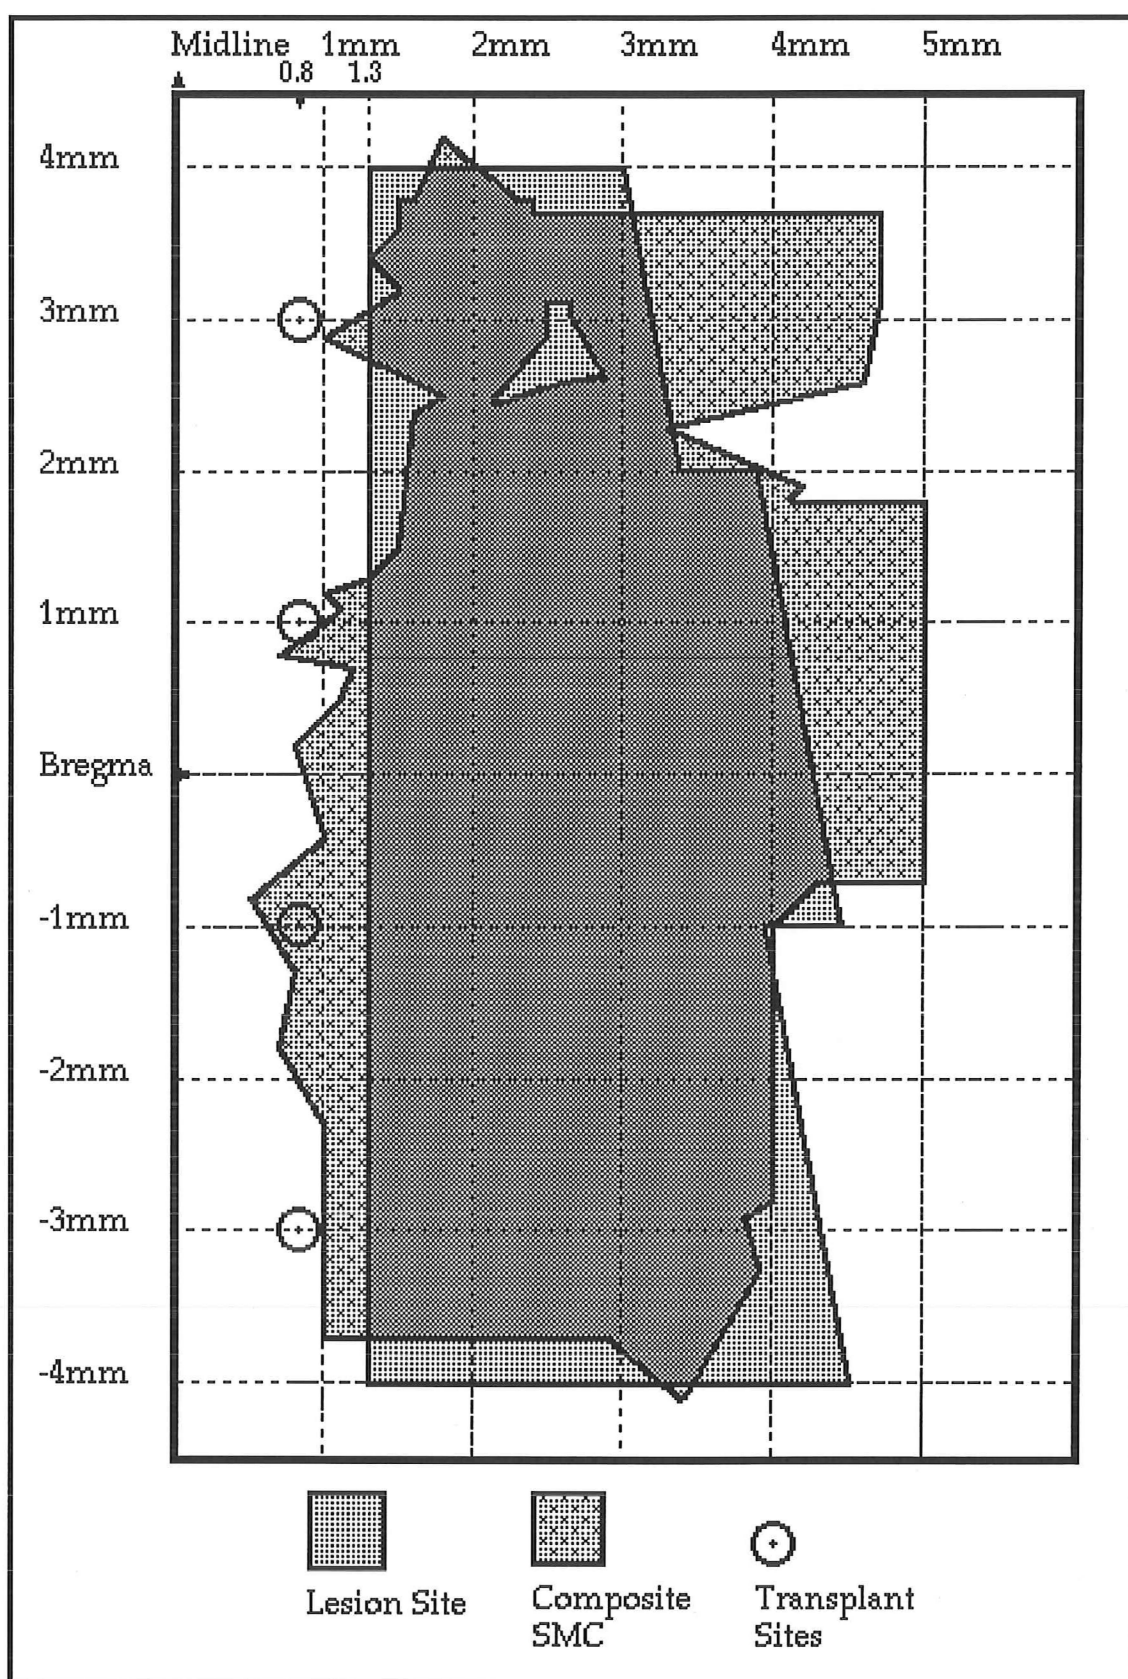 Midline 1mm 2mm 3mm 4mm 5mm
0.8 1.3
4mm
3mm
2mm
1mm
Bregma
-1mm
-2mm
-3mm
-4mm
Lesion Site
Composite
SMC
Transplant
Sites